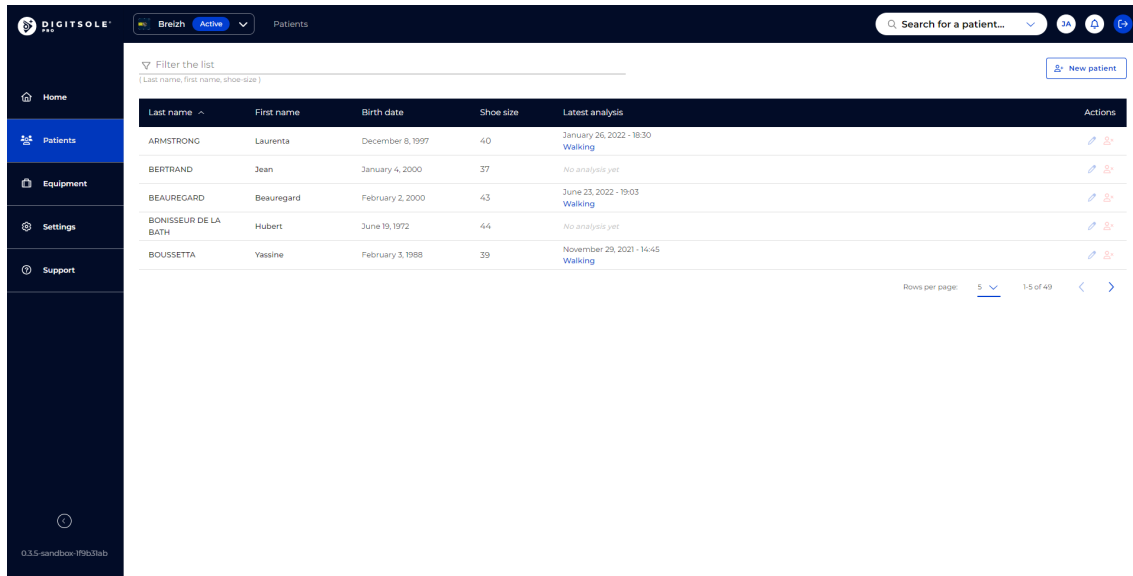 DIGITSOLE
PRO
Breizh Active
Patients
Search for a patient...
JA
Home
Patients
Equipment
Settings
Support
0.3.5-sandbox-1f9b31ab
Filter the list
( Last name, first name, shoe-size )
New patient
Last name First name Birth date Shoe size Latest analysis Actions
ARMSTRONG Laurenta December 8, 1997 40 January 26, 2022 - 18:30
Walking
BERTRAND Jean January 4, 2000 37 No analysis yet
BEAUREGARD Beauregard February 2, 2000 43 June 23, 2022 - 19:03
Walking
BONISSEUR DE LA
BATH Hubert June 19, 1972 44 No analysis yet
BOUSSETTA Yassine February 3, 1988 39 November 29, 2021 - 14:45
Walking
Rows per page: 5 1-5 of 49